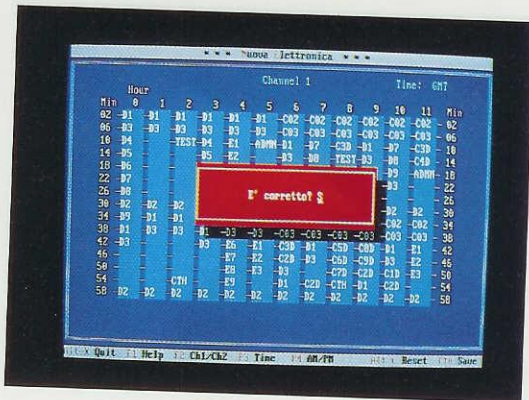 * * * Nuova Elettronica * * *
Channel 1 Time: GMT
Hour
Min 0 1 2 3 4 5 6 7 8 9 10 11 Min
02 D1 D1 D1 D1 D1 D1 C02 C02 C02 C02 C02 C02 02
06 D3 D3 D3 D3 D3 D3 C03 C03 C03 C03 C03 C03 06
10 D4 TEST D4 E1 ADMN D1 D7 C3D D1 D7 C3D 10
14 D5 D5 E2 D3 D8 TEST D3 D8 C4D 14
18 D6 D9 ADMN 18
22 D7 D3 22
26 D8 26
30 D2 D2 D2 D2 D2 30
34 D9 D1 D1 C02 C02 34
38 D1 D3 D3 D1 D3 D3 C03 C03 C03 C03 C03 C03 38
42 D3 D3 E6 E1 C3D D1 C5D C8D D1 E1 42
46 E7 E2 C2D D3 C6D C9D D3 E2 46
50 E8 E3 D3 C7D C2D C1D E3 50
54 CTH E9 D1 C2D CTH D1 C2D 54
58 D2 D2 D2 D2 D2 D2 D2 D2 D2 D2 D2 D2 58
E' corretto? S
Quit F1 Help F2 Ch1/Ch2 F3 Time F4 AM/PM Reset Save